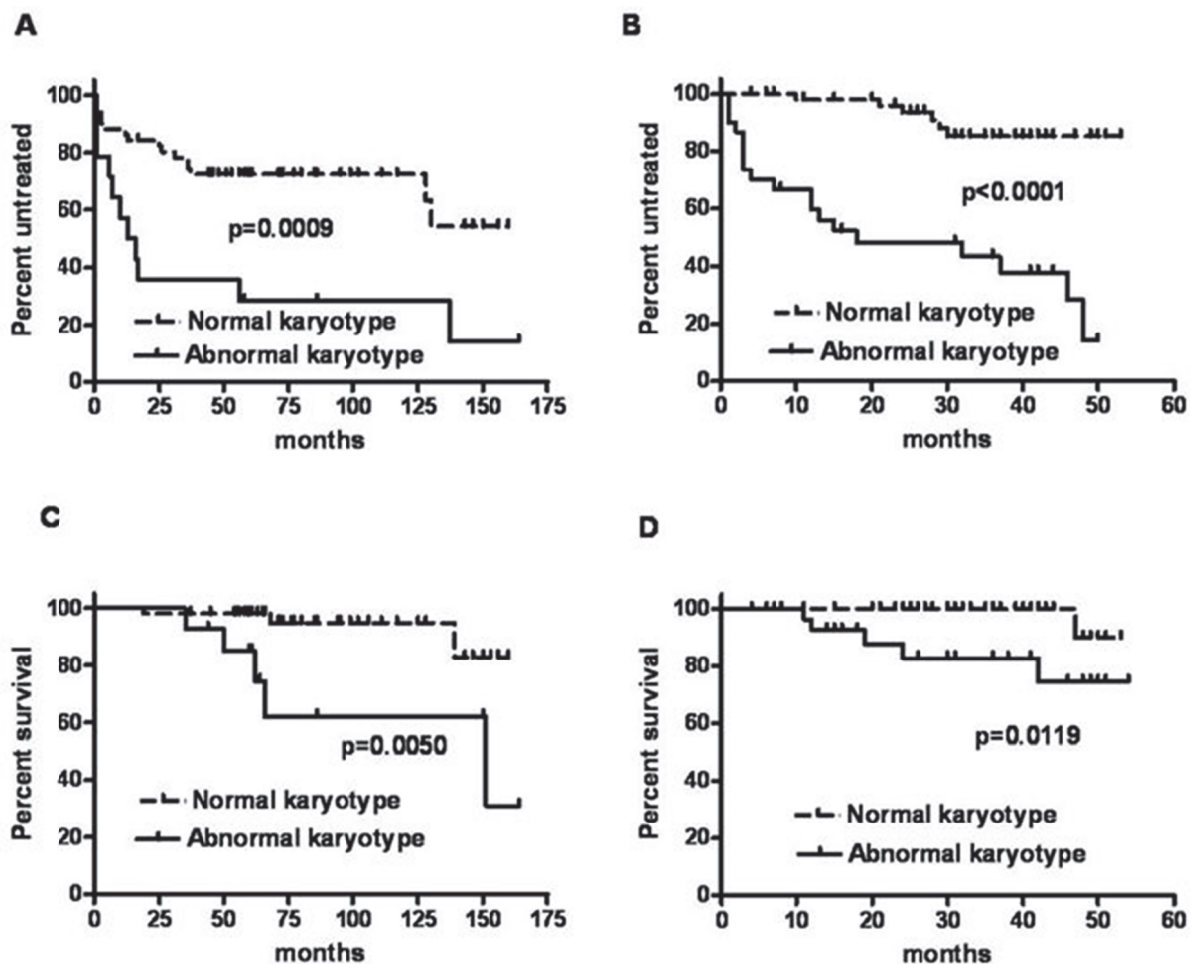 A
Percent untreated
100
80
60
40
20
0
p=0.0009
Normal karyotype
Abnormal karyotype
0 25 50 75 100 125 150 175
months
B
Percent untreated
100
80
60
40
20
0
p<0.0001
Normal karyotype
Abnormal karyotype
0 10 20 30 40 50 60
months
C
Percent survival
100
80
60
40
20
0
p=0.0050
Normal karyotype
Abnormal karyotype
0 25 50 75 100 125 150 175
months
D
Percent survival
100
80
60
40
20
0
p=0.0119
Normal karyotype
Abnormal karyotype
0 10 20 30 40 50 60
months